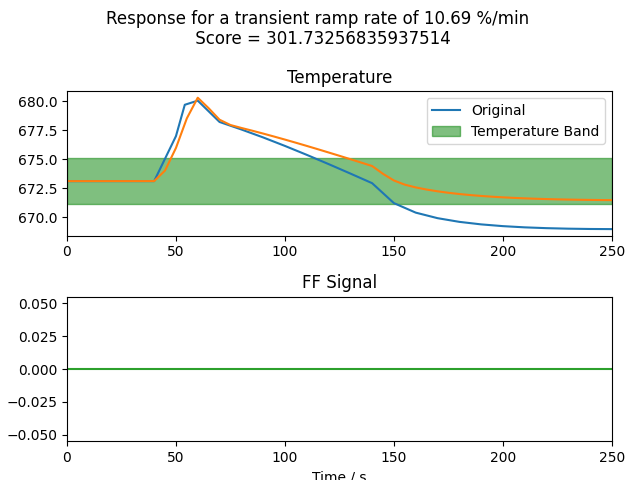 Response for a transient ramp rate of 10.69 %/min
Score = 301.73256835937514
Temperature
680.0
677.5
675.0
672.5
670.0
Original
Temperature Band
0 50 100 150 200 250
FF Signal
0.050
0.025
0.000
−0.025
−0.050
0 50 100 150 200 250
Time / s